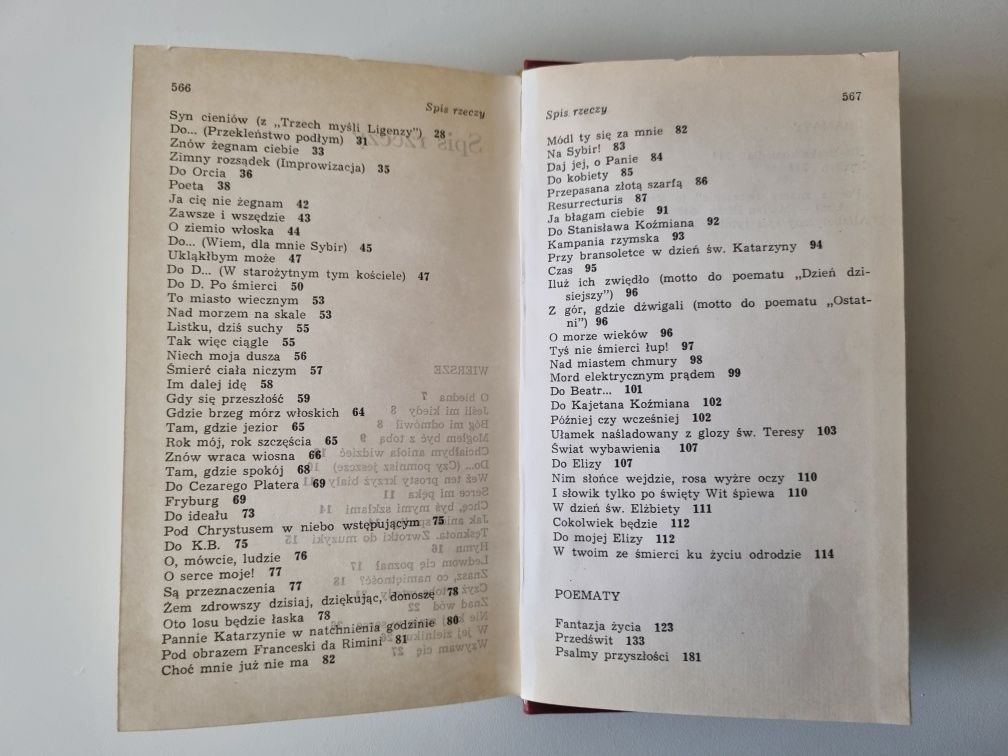 566
Spis rzeczy
Syn cieniów (z „Trzech myśli Ligenzy") 28
Do... (Przekleństwo podłym) 31
Znów żegnam ciebie 33
Zimny rozsądek (Improwizacja) 35
Do Orcia 36
Poeta 38
Ja cię nie żegnam 42
Zawsze i wszędzie 43
O ziemio włoska 44
Do... (Wiem, dla mnie Sybir) 45
Ukląkłbym może 47
Do D... (W starożytnym tym kościele) 47
Do D. Po śmierci 50
To miasto wiecznym 53
Nad morzem na skale 53
Listku, dziś suchy 55
Tak więc ciągle 55
Niech moja dusza 56
Śmierć ciała niczym 57
Im dalej idę 58
Gdy się przeszłość 59
Gdzie brzeg mórz włoskich 64
Tam, gdzie jezior 65
Rok mój, rok szczęścia 65
Znów wraca wiosna 66
Tam, gdzie spokój 68
Do Cezarego Platera 69
Fryburg 69
Do ideału 73
Pod Chrystusem w niebo wstępującym 75
Do K.B. 75
O, mówcie, ludzie 76
O serce moje! 77
Są przeznaczenia 77
Żem zdrowszy dzisiaj, dziękując, donoszę 78
Oto losu będzie łaska 78
Pannie Katarzynie w natchnienia godzinie 80
Pod obrazem Franceski da Rimini 81
Choć mnie już nie ma 82
567
Spis rzeczy
Módl ty się za mnie 82
Na Sybir! 83
Daj jej, o Panie 84
Do kobiety 85
Przepasana złotą szarfą 86
Resurrecturis 87
Ja błagam ciebie 91
Do Stanisława Koźmiana 92
Kampania rzymska 93
Przy bransoletce w dzień św. Katarzyny 94
Czas 95
Iluż ich zwiędło (motto do poematu „Dzień dzi-
siejszy") 96
Z gór, gdzie dźwigali (motto do poematu „Ostat-
ni") 96
O morze wieków 96
Tyś nie śmierci łup! 97
Nad miastem chmury 98
Mord elektrycznym prądem 99
Do Beatr... 101
Do Kajetana Koźmiana 102
Później czy wcześniej 102
Ułamek naśladowany z glozy św. Teresy 103
Świat wybawienia 107
Do Elizy 107
Nim słońce wejdzie, rosa wyżre oczy 110
I słowik tylko po święty Wit śpiewa 110
W dzień św. Elżbiety 111
Cokolwiek będzie 112
Do mojej Elizy 112
W twoim ze śmierci ku życiu odrodzie 114
POEMATY
Fantazja życia 123
Przedświt 133
Psalmy przyszłości 181